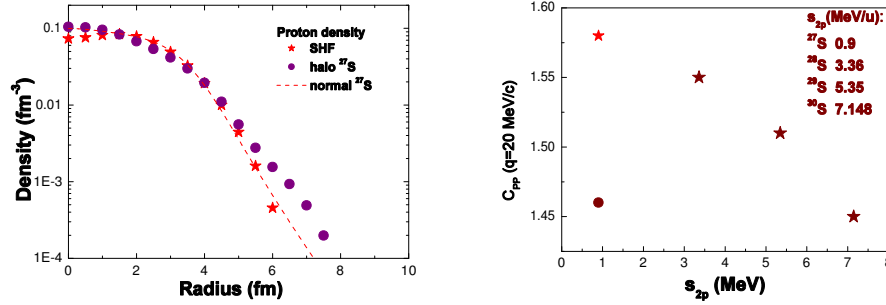 Proton density
SHF
halo ²⁷S
normal ²⁷S
0.1
0.01
1E-3
1E-4
0 2 4 6 8 10
Density (fm⁻³)
Radius (fm)
s₂ₚ(MeV/u):
²⁷S 0.9
²⁸S 3.36
²⁹S 5.35
³⁰S 7.148
1.60
1.55
1.50
1.45
0 1 2 3 4 5 6 7 8
C_PP (q=20 MeV/c)
s₂ₚ (MeV)